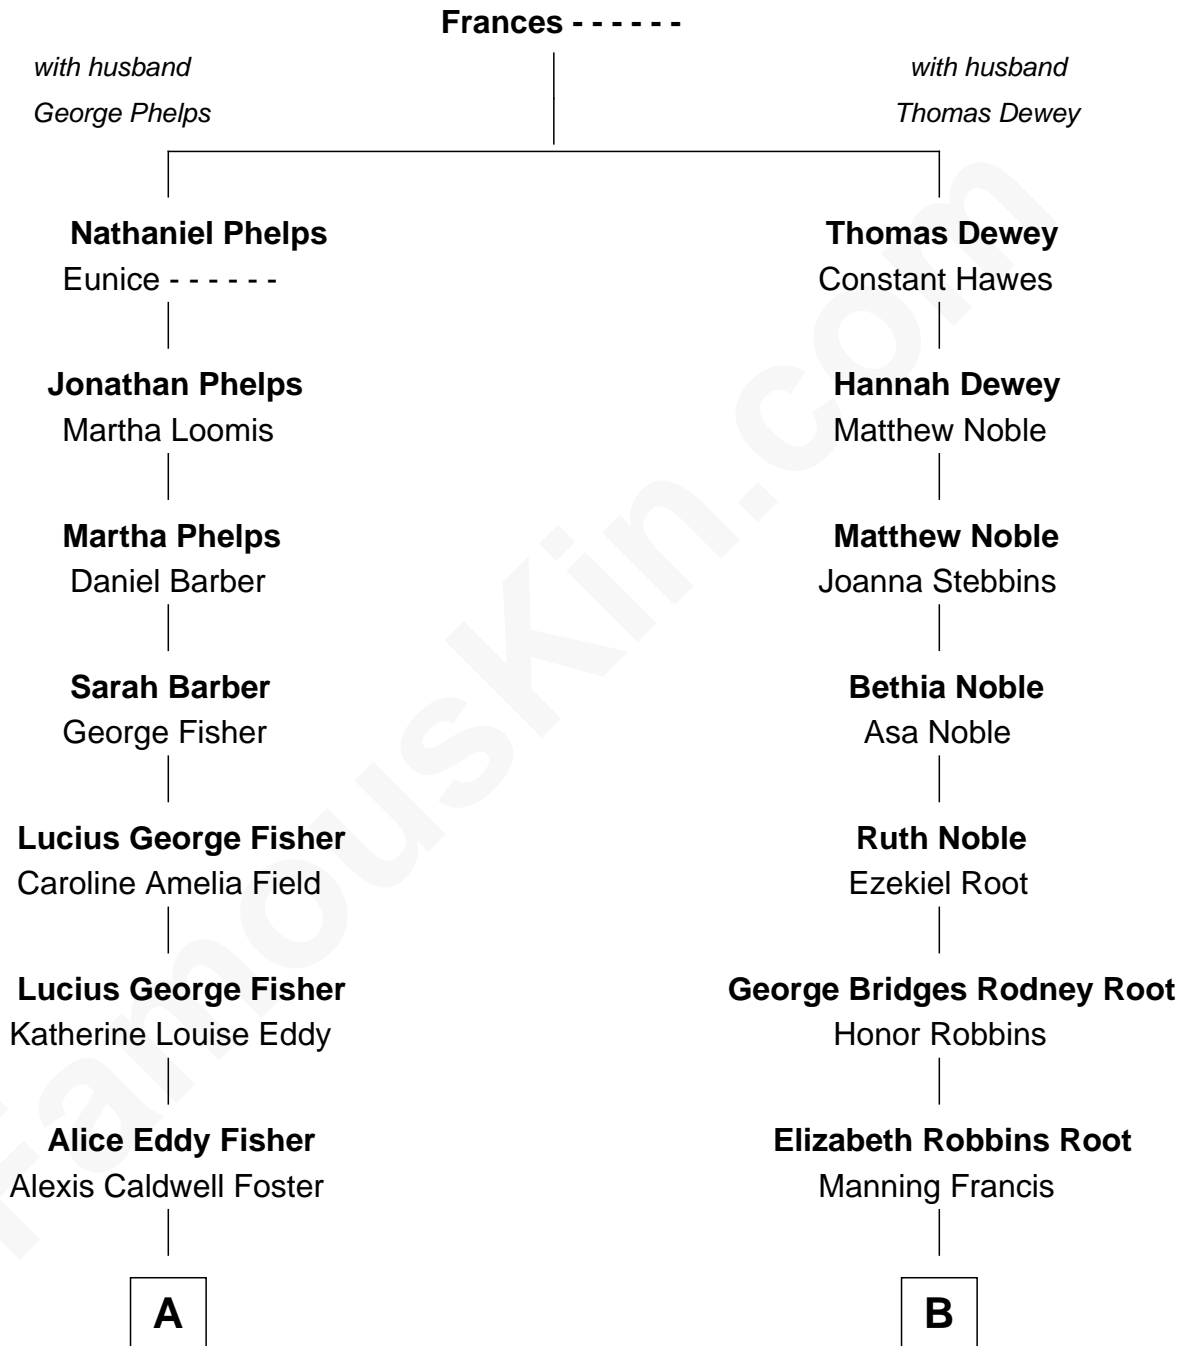 Frances - - - - - -
with husband
George Phelps
with husband
Thomas Dewey
Nathaniel Phelps
Eunice - - - - - -
Thomas Dewey
Constant Hawes
Jonathan Phelps
Martha Loomis
Hannah Dewey
Matthew Noble
Martha Phelps
Daniel Barber
Matthew Noble
Joanna Stebbins
Sarah Barber
George Fisher
Bethia Noble
Asa Noble
Lucius George Fisher
Caroline Amelia Field
Ruth Noble
Ezekiel Root
Lucius George Fisher
Katherine Louise Eddy
George Bridges Rodney Root
Honor Robbins
Alice Eddy Fisher
Alexis Caldwell Foster
Elizabeth Robbins Root
Manning Francis
A
B
FamousKin.com